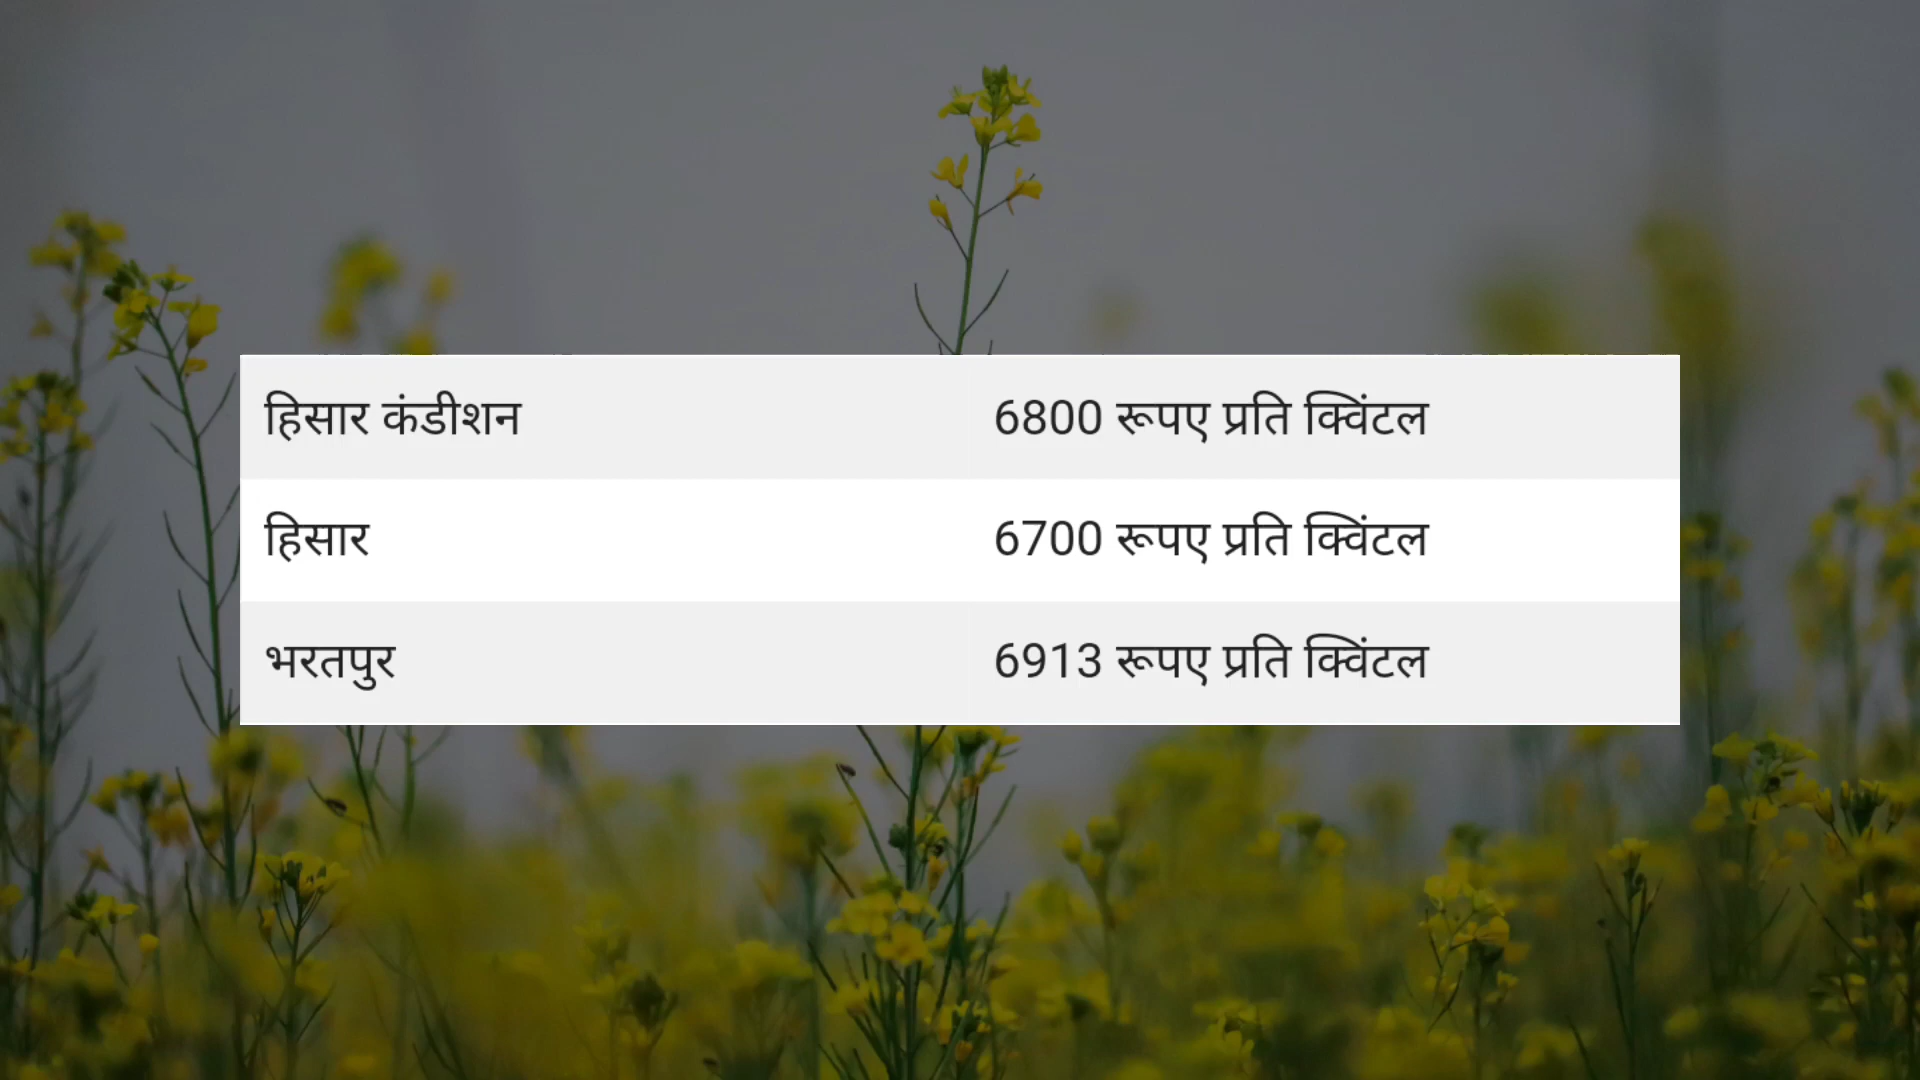 हिसार कंडीशन 6800 रूपए प्रति क्विंटल
हिसार 6700 रूपए प्रति क्विंटल
भरतपुर 6913 रूपए प्रति क्विंटल